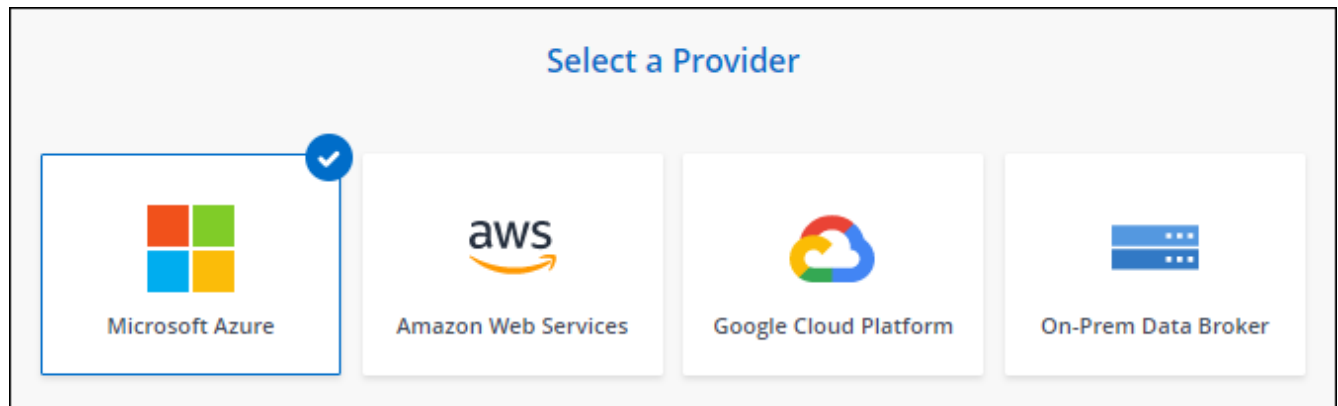 Select a Provider
aws
Microsoft Azure
Amazon Web Services
Google Cloud Platform
On-Prem Data Broker